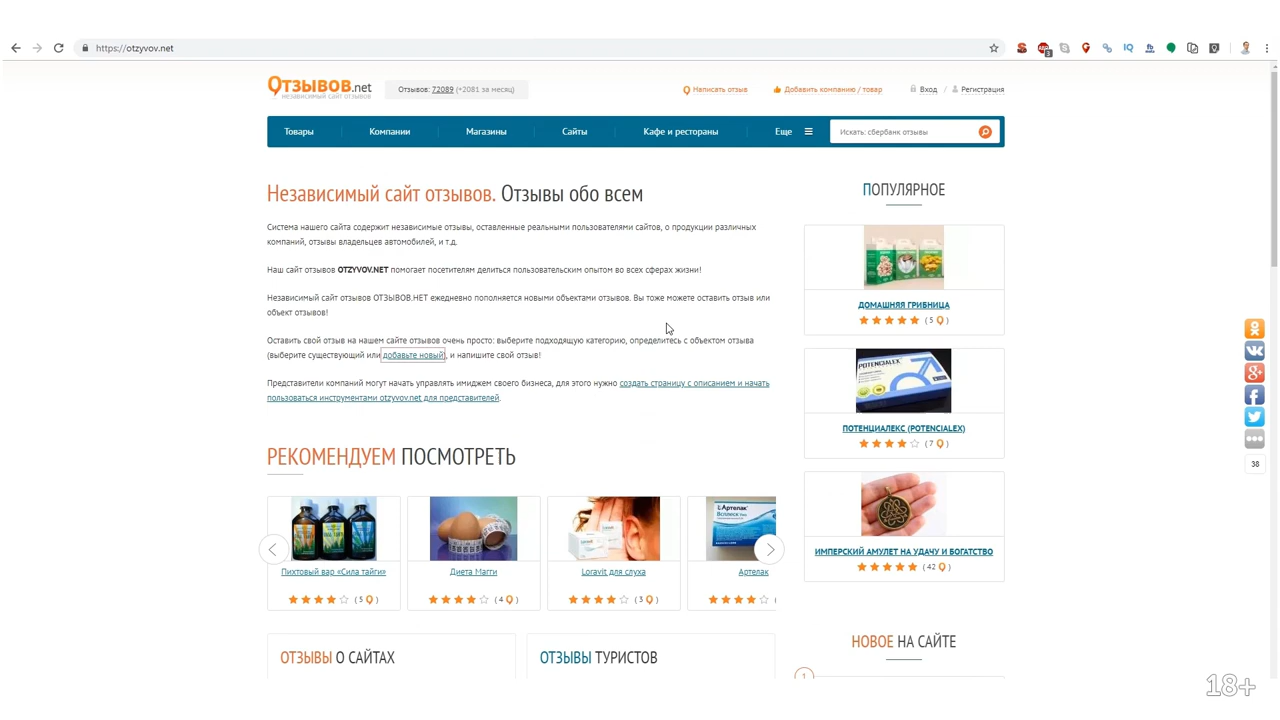 https://otzyvov.net
ОТЗЫВОВ.net
НЕЗАВИСИМЫЙ САЙТ ОТЗЫВОВ
Отзывов: 72089 (+2081 за месяц)
Написать отзыв
Добавить компанию / товар
Вход / Регистрация
Товары
Компании
Магазины
Сайты
Кафе и рестораны
Еще
Искать: сбербанк отзывы
Независимый сайт отзывов. Отзывы обо всем
Система нашего сайта содержит независимые отзывы, оставленные реальными пользователями сайтов, о продукции различных
компаний, отзывы владельцев автомобилей, и т.д.
Наш сайт отзывов OTZYVOV.NET помогает посетителям делиться пользовательским опытом во всех сферах жизни!
Независимый сайт отзывов ОТЗЫВОВ.НЕТ ежедневно пополняется новыми объектами отзывов. Вы тоже можете оставить отзыв или
объект отзывов!
Оставить свой отзыв на нашем сайте отзывов очень просто: выберите подходящую категорию, определитесь с объектом отзыва
(выберите существующий или добавьте новый), и напишите свой отзыв!
Представители компаний могут начать управлять имиджем своего бизнеса, для этого нужно создать страницу с описанием и начать
пользоваться инструментами otzyvov.net для представителей.
РЕКОМЕНДУЕМ ПОСМОТРЕТЬ
Пихтовый вар «Сила тайги»
( 5 )
Диета Магги
( 4 )
Loravit для слуха
( 3 )
Артелак
Всплеск
Артелак
(
ОТЗЫВЫ О САЙТАХ
ОТЗЫВЫ ТУРИСТОВ
ПОПУЛЯРНОЕ
ДОМАШНЯЯ ГРИБНИЦА
( 5 )
POTENCIALEX
ПОТЕНЦИАЛЕКС (POTENCIALEX)
( 7 )
ИМПЕРСКИЙ АМУЛЕТ НА УДАЧУ И БОГАТСТВО
( 42 )
НОВОЕ НА САЙТЕ
1
38
18+